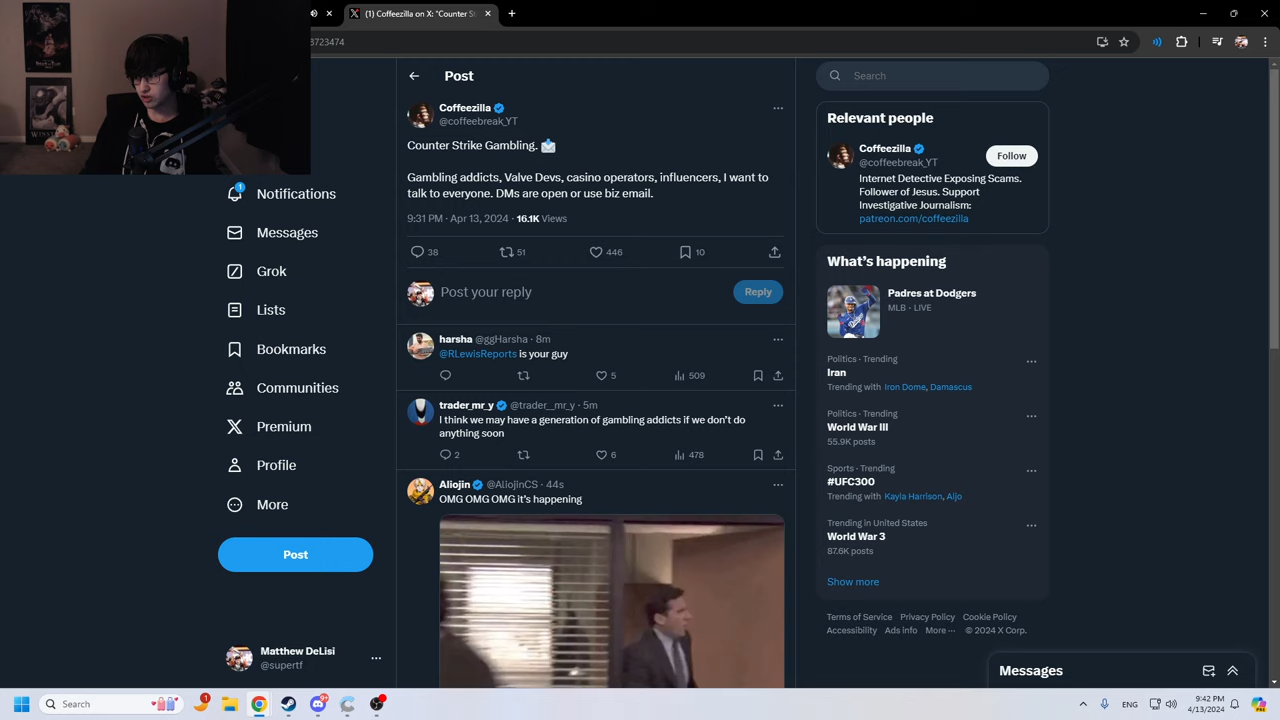 (1) Coffeezilla on X: "Counter St
8723474
Post
Search
Coffeezilla
@coffeebreak_YT
Counter Strike Gambling.
Gambling addicts, Valve Devs, casino operators, influencers, I want to
talk to everyone. DMs are open or use biz email.
9:31 PM · Apr 13, 2024 · 16.1K Views
38
51
446
10
Post your reply
Reply
harsha @ggHarsha · 8m
@RLewisReports is your guy
5
509
trader_mr_y @trader__mr_y · 5m
I think we may have a generation of gambling addicts if we don't do
anything soon
2
6
478
Aliojin @AliojinCS · 44s
OMG OMG OMG it's happening
1
Notifications
Messages
Grok
Lists
Bookmarks
Communities
Premium
Profile
More
Post
Matthew DeLisi
@supertf
Relevant people
Coffeezilla
@coffeebreak_YT
Follow
Internet Detective Exposing Scams.
Follower of Jesus. Support
Investigative Journalism:
patreon.com/coffeezilla
What's happening
Padres at Dodgers
MLB · LIVE
Politics · Trending
Iran
Trending with Iron Dome, Damascus
Politics · Trending
World War III
55.9K posts
Sports · Trending
#UFC300
Trending with Kayla Harrison, Aljo
Trending in United States
World War 3
87.6K posts
Show more
Terms of Service Privacy Policy Cookie Policy
Accessibility Ads info More ··· © 2024 X Corp.
Messages
Search
1
9+
ENG
9:42 PM
4/13/2024